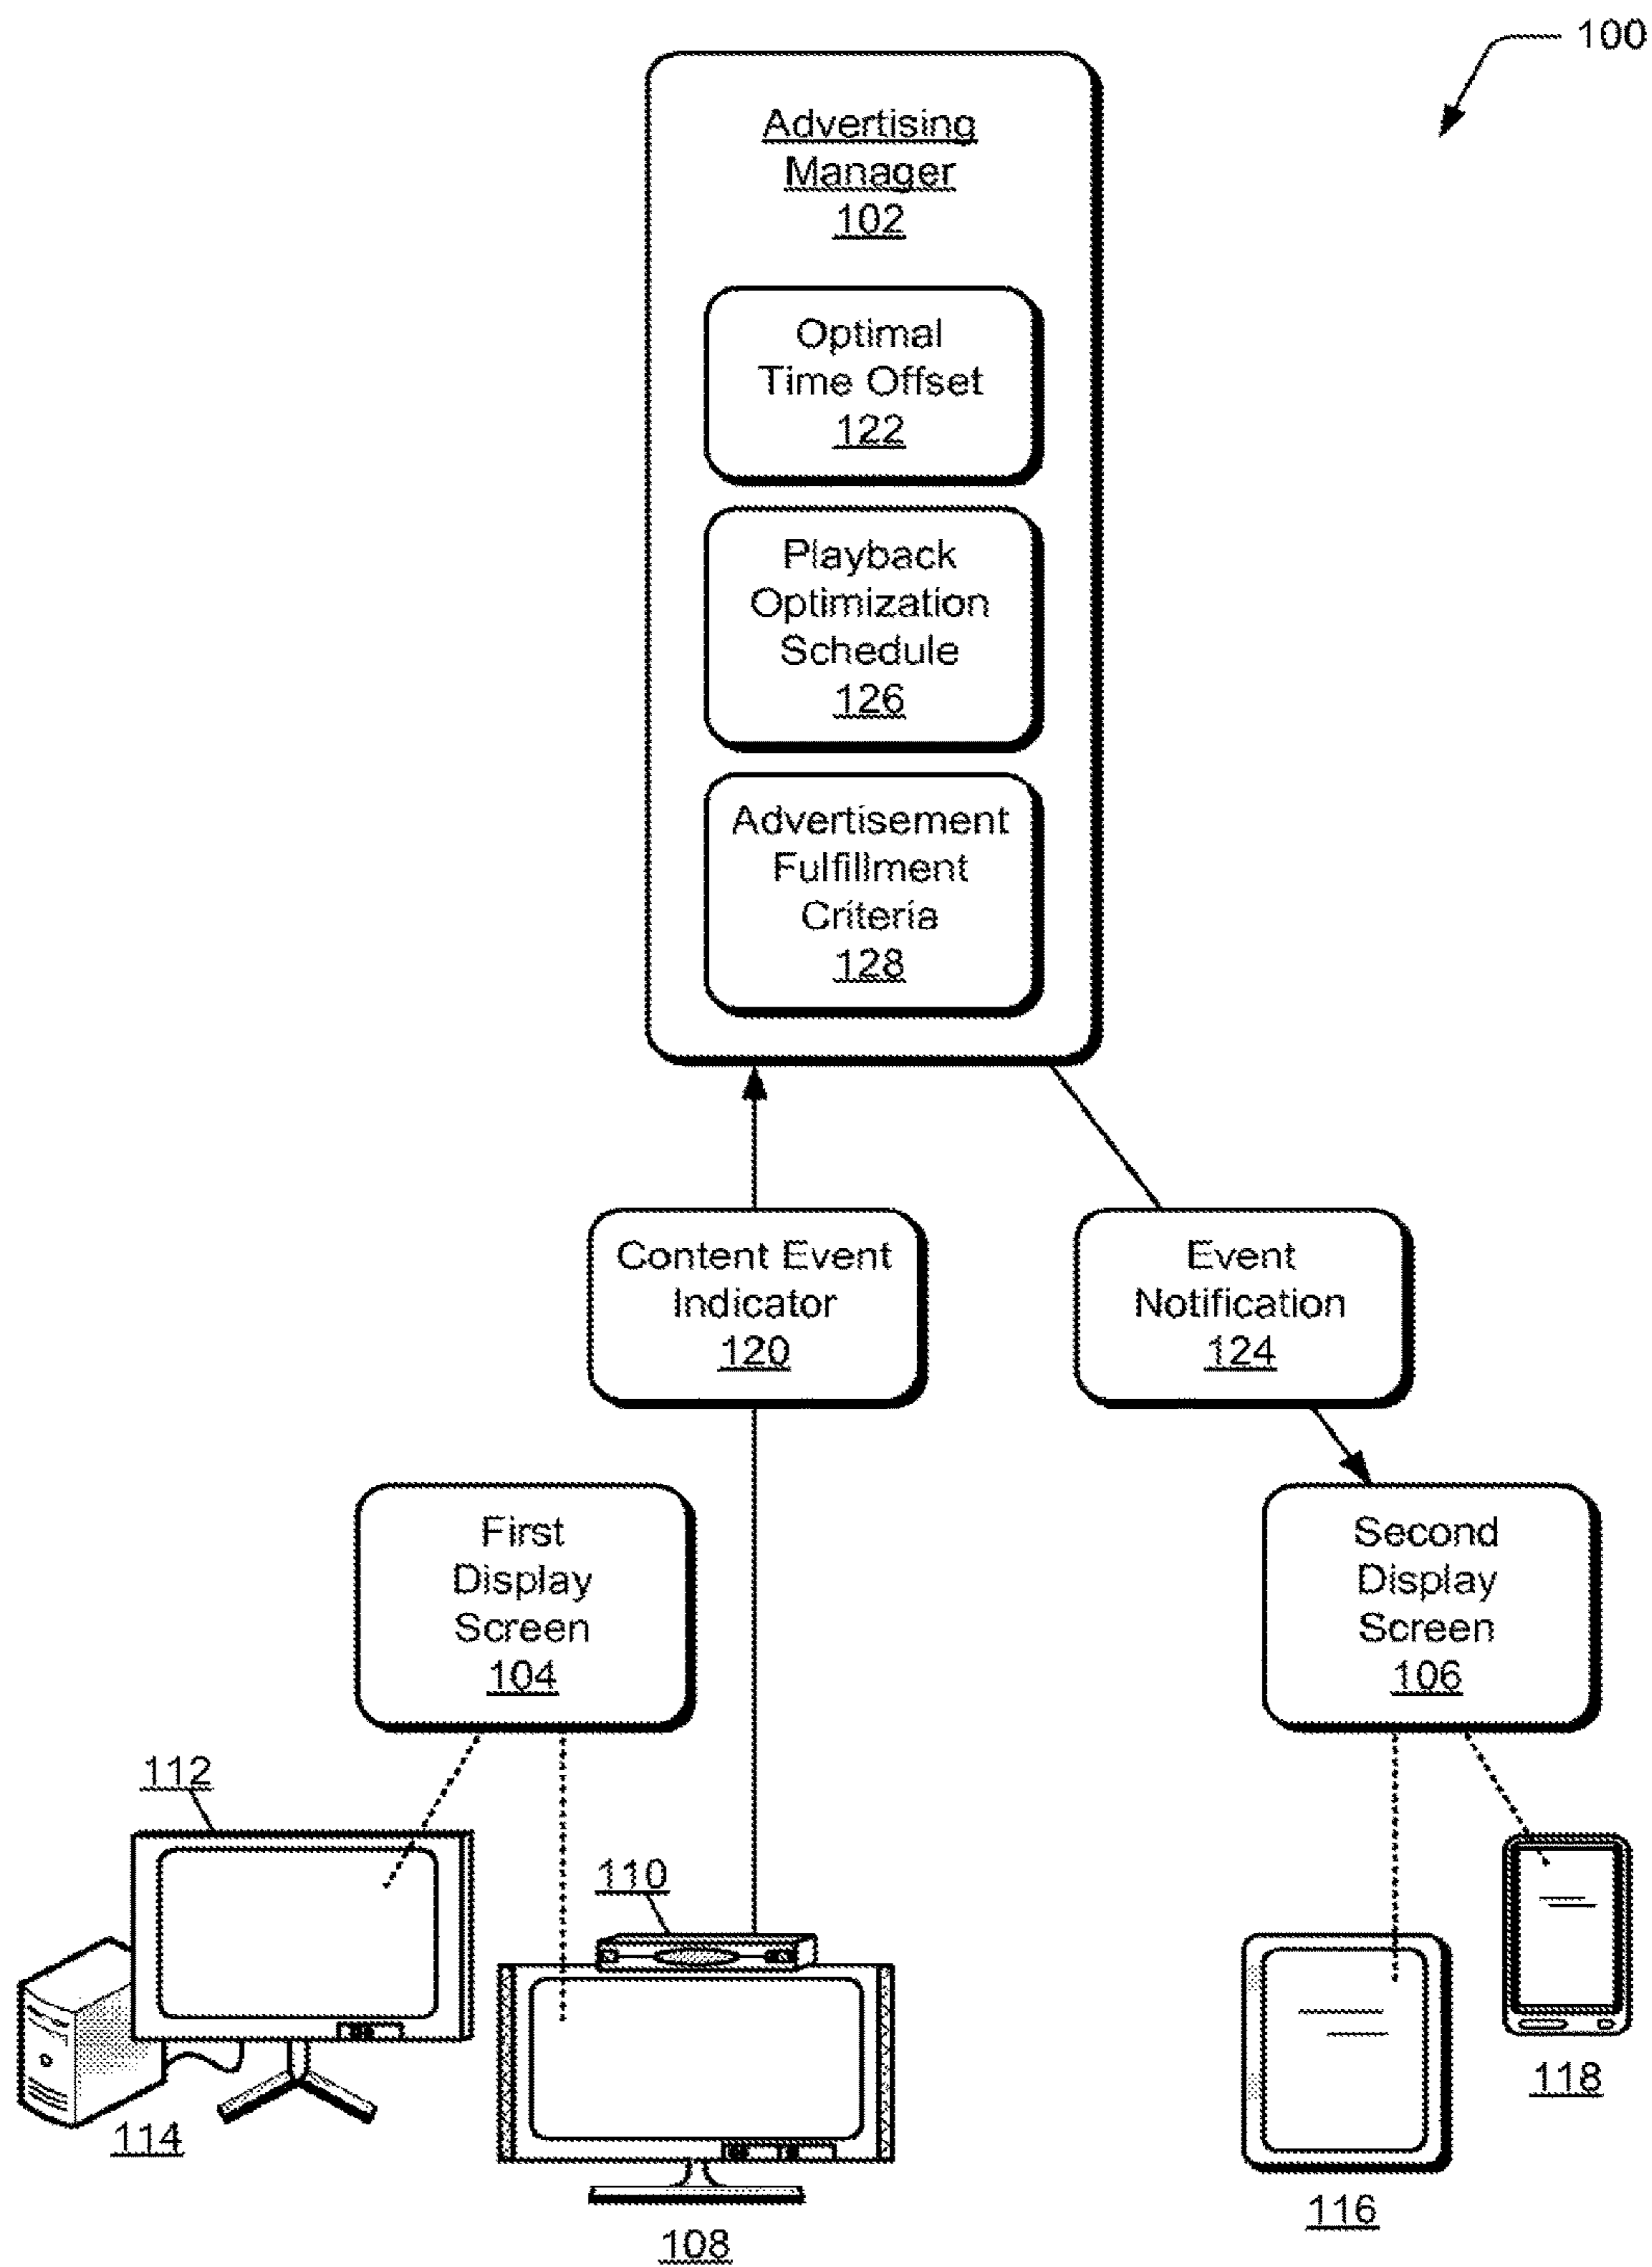 100
Advertising
Manager
102
Optimal
Time Offset
122
Playback
Optimization
Schedule
126
Advertisement
Fulfillment
Criteria
128
Content Event
Indicator
120
Event
Notification
124
First
Display
Screen
104
Second
Display
Screen
106
112
110
114
108
116
118